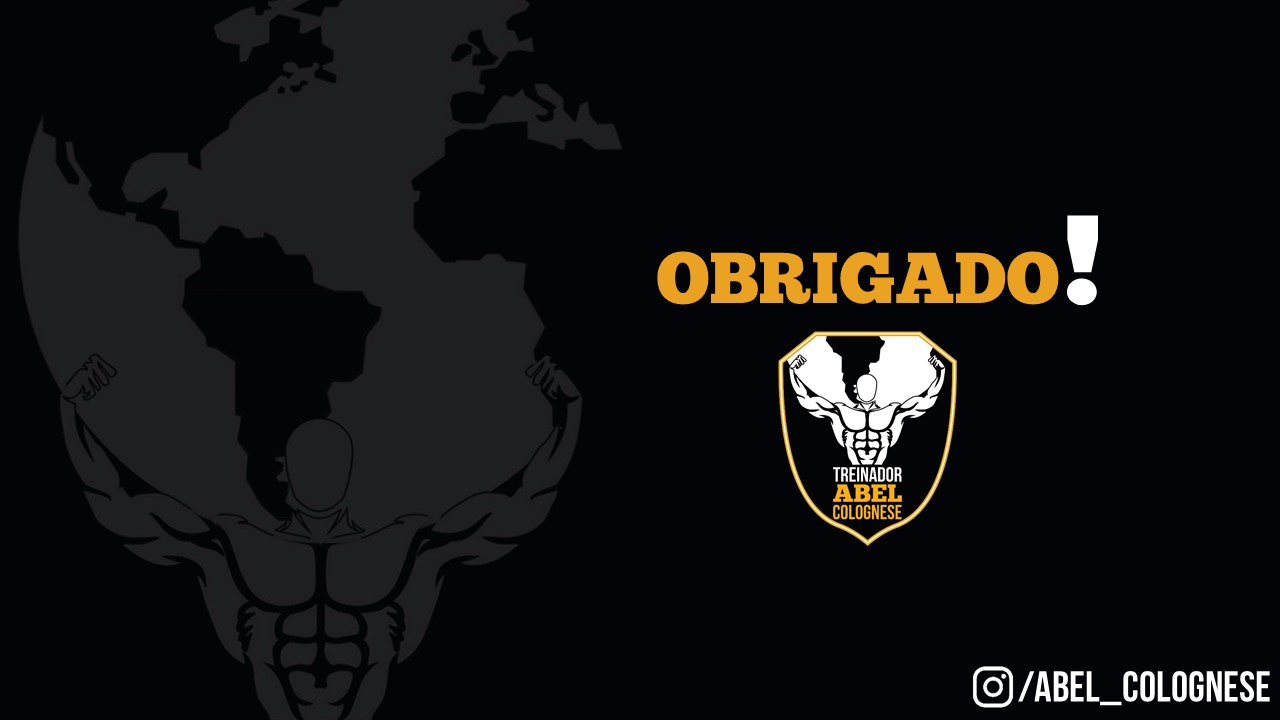 OBRIGADO!
TREINADOR
ABEL
COLOGNESE
/ABEL_COLOGNESE